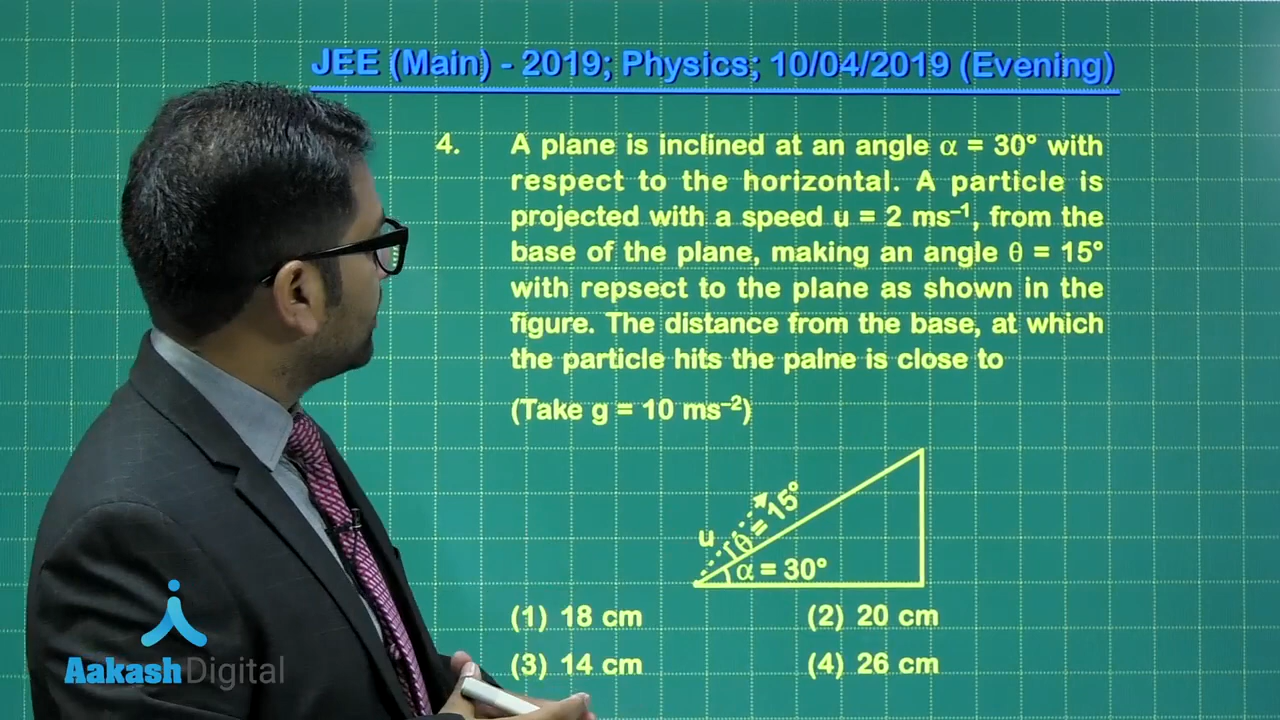 JEE (Main) - 2019; Physics; 10/04/2019 (Evening)
4. A plane is inclined at an angle α = 30° with
respect to the horizontal. A particle is
projected with a speed u = 2 ms⁻¹, from the
base of the plane, making an angle θ = 15°
with repsect to the plane as shown in the
figure. The distance from the base, at which
the particle hits the palne is close to
(Take g = 10 ms⁻²)
u
θ = 15°
α = 30°
(1) 18 cm (2) 20 cm
(3) 14 cm (4) 26 cm
Aakash Digital